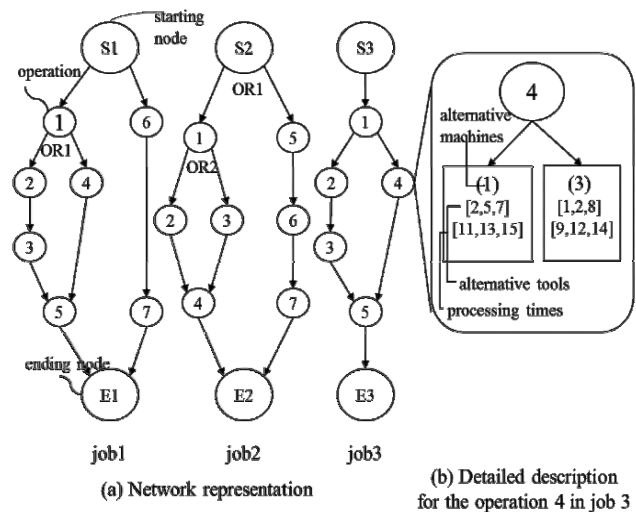 starting
node
S1
S2
S3
operation
OR1
4
1
6
1
5
1
alternative
machines
OR1
OR2
2
4
2
3
6
2
4
(1)
(3)
[2,5,7]
[1,2,8]
[11,13,15]
[9,12,14]
3
3
alternative tools
processing times
5
7
4
7
5
ending node
E1
E2
E3
job1
job2
job3
(a) Network representation
(b) Detailed description
for the operation 4 in job 3